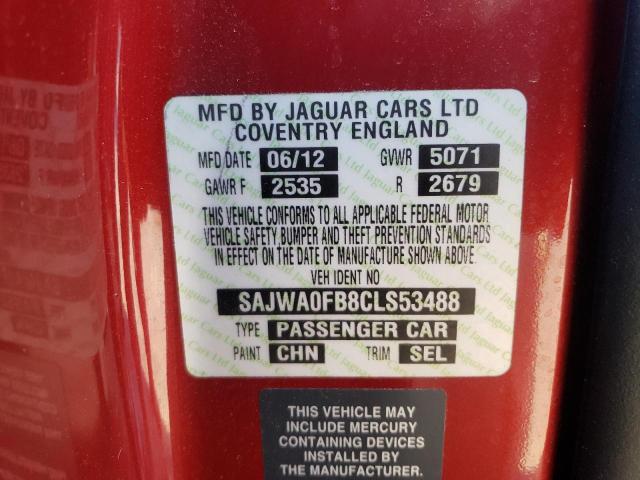 MFD BY JAGUAR CARS LTD
COVENTRY ENGLAND
MFD DATE 06/12 GVWR 5071
GAWR F 2535 R 2679
THIS VEHICLE CONFORMS TO ALL APPLICABLE FEDERAL MOTOR
VEHICLE SAFETY, BUMPER AND THEFT PREVENTION STANDARDS
IN EFFECT ON THE DATE OF MANUFACTURE SHOWN ABOVE.
VEH IDENT NO
SAJWA0FB8CLS53488
TYPE PASSENGER CAR
PAINT CHN TRIM SEL
THIS VEHICLE MAY
INCLUDE MERCURY
CONTAINING DEVICES
INSTALLED BY
THE MANUFACTURER.